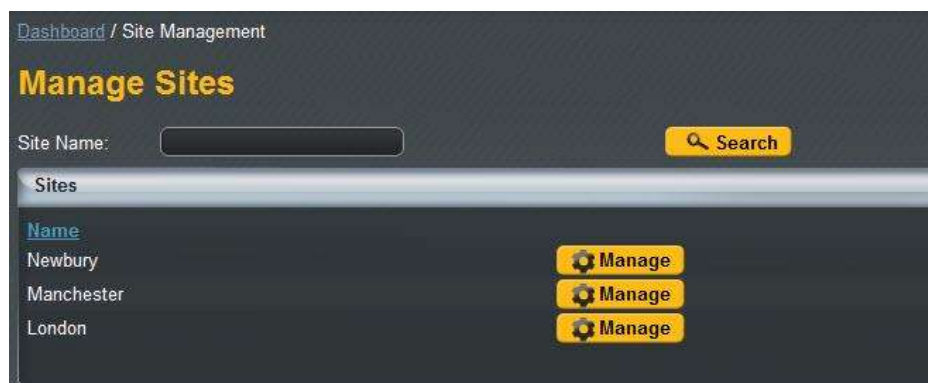 Dashboard / Site Management
Manage Sites
Site Name: Search
Sites
Name
Newbury Manage
Manchester Manage
London Manage